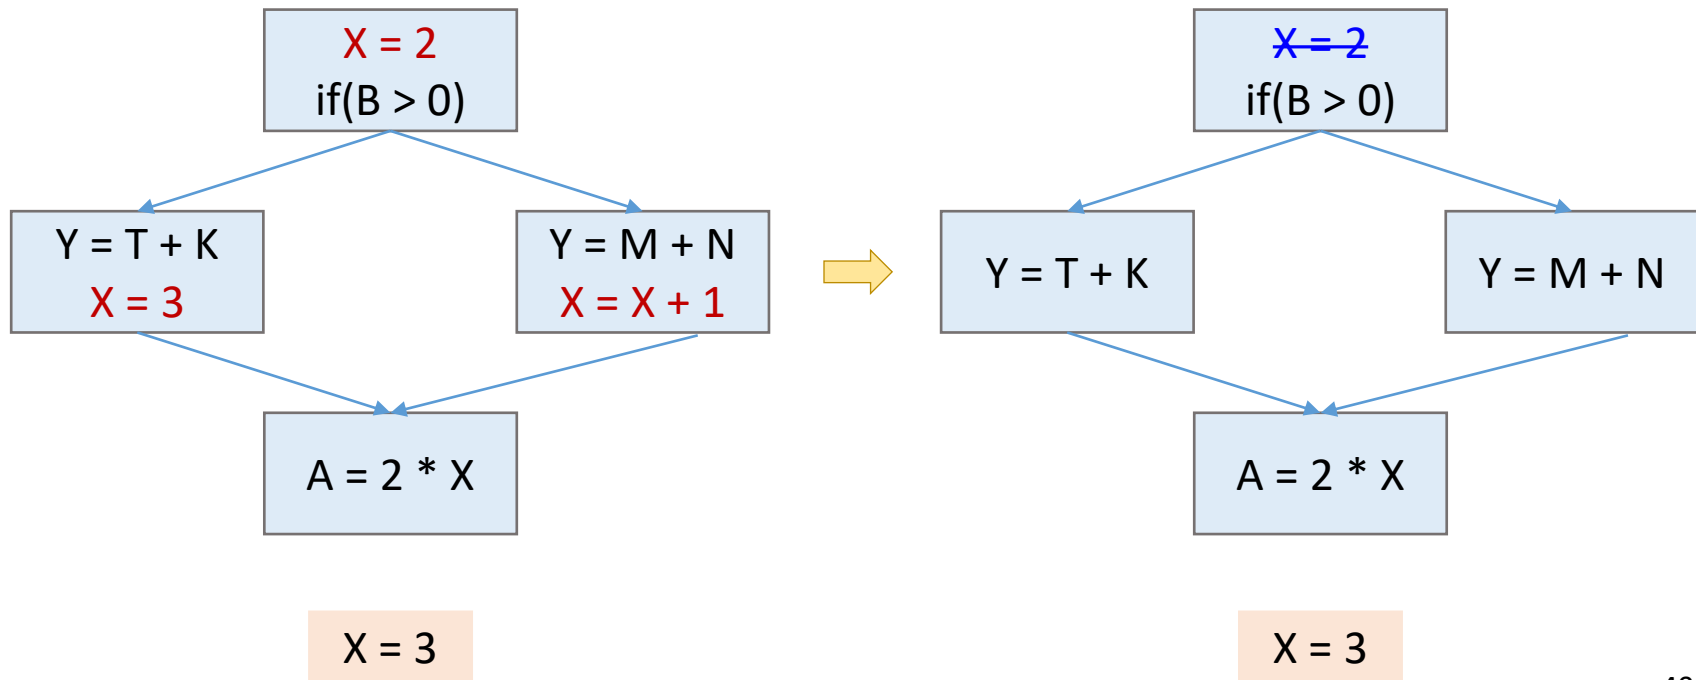 X = 2
if(B > 0)
Y = T + K
X = 3
Y = M + N
X = X + 1
A = 2 * X
X = 3
X = 2
if(B > 0)
Y = T + K
Y = M + N
A = 2 * X
X = 3